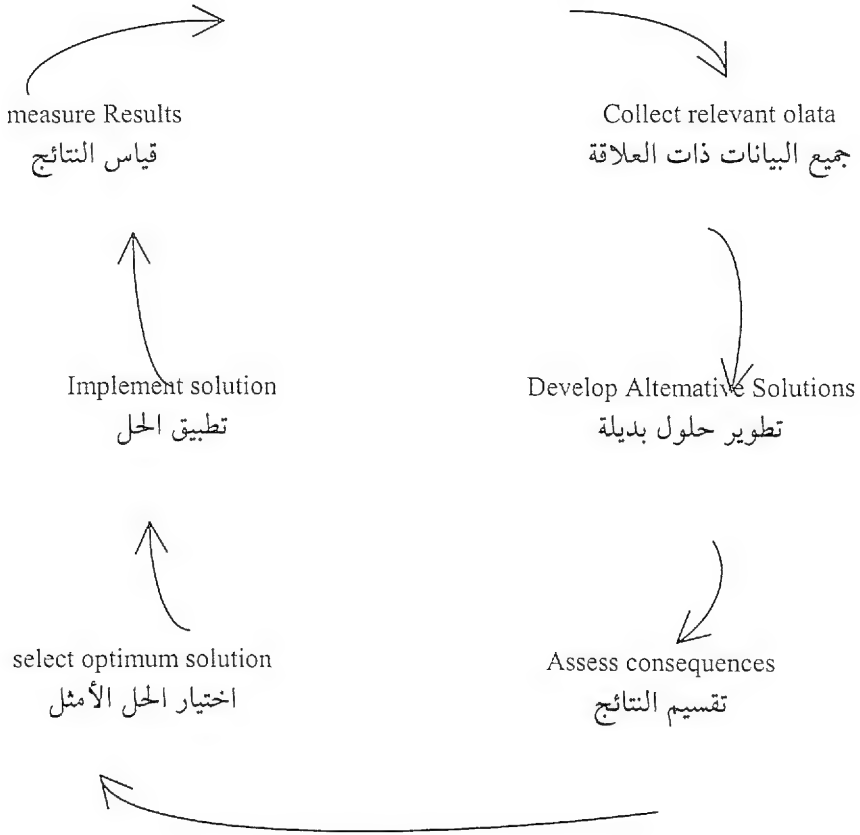 measure Results
قياس النتائج
Collect relevant olata
جميع البيانات ذات العلاقة
Implement solution
تطبيق الحل
Develop Altemative Solutions
تطوير حلول بديلة
select optimum solution
اختيار الحل الأمثل
Assess consequences
تقسيم النتائج